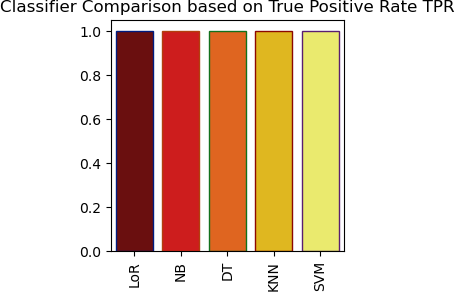 Classifier Comparison based on True Positive Rate TPR
1.0
0.8
0.6
0.4
0.2
0.0
LoR
NB
DT
KNN
SVM